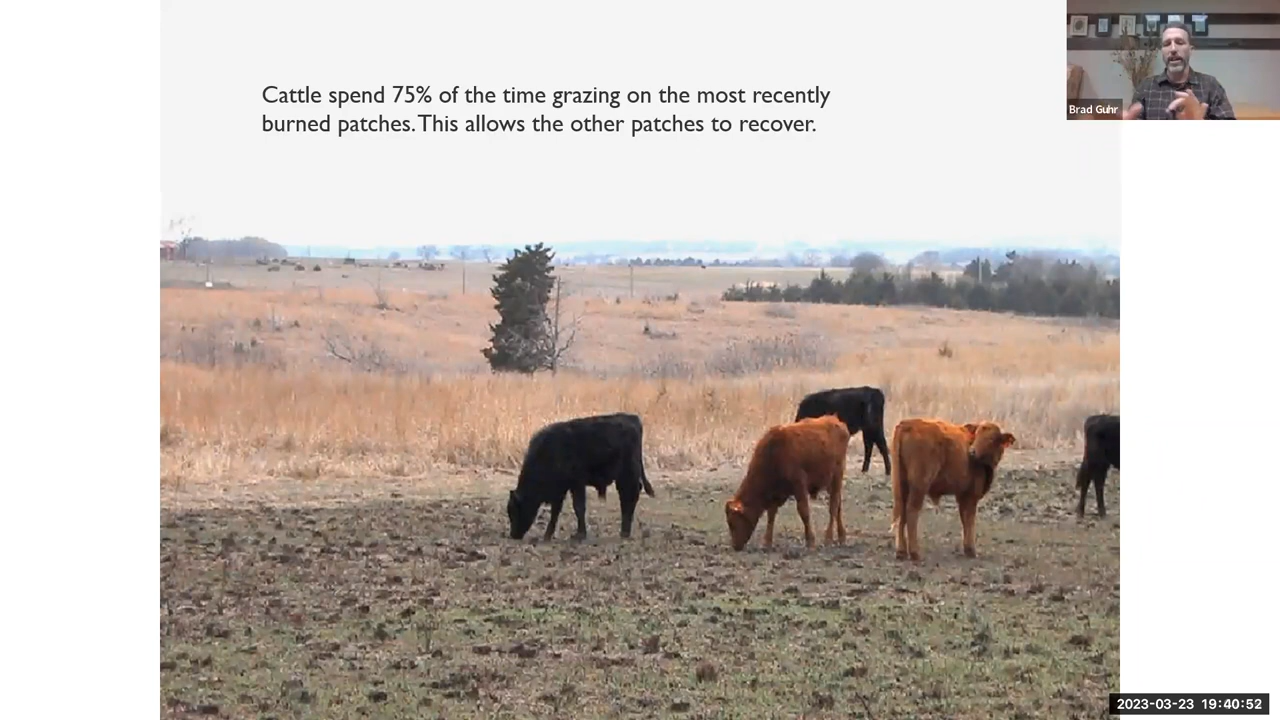 Cattle spend 75% of the time grazing on the most recently
burned patches. This allows the other patches to recover.
Brad Guhr
2023-03-23 19:40:52